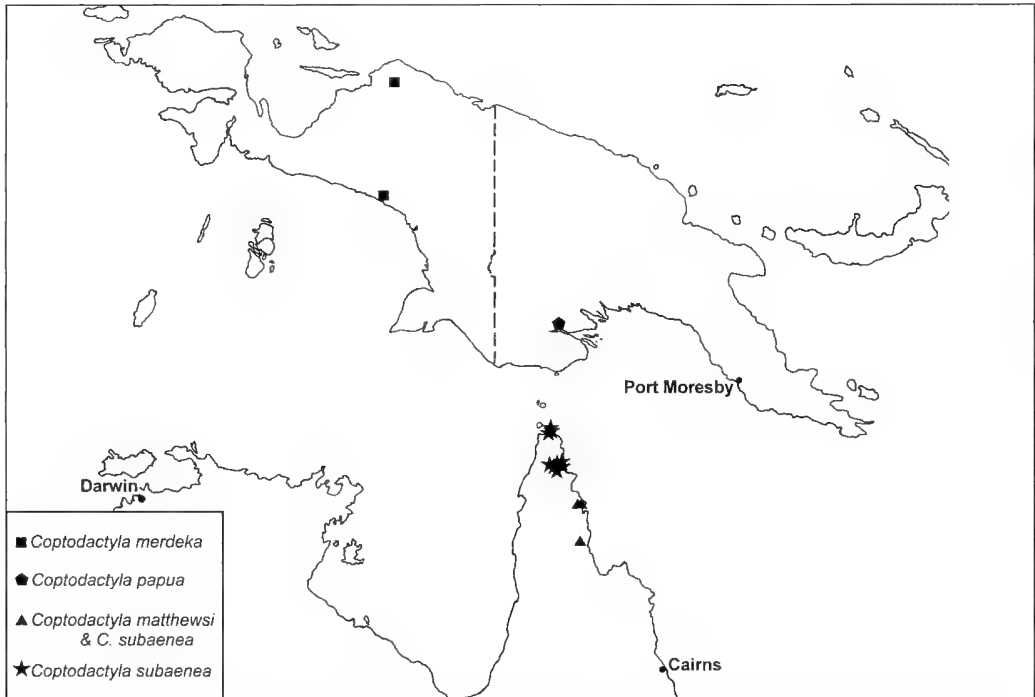 Port Moresby
Darwin
Coptodactyla merdeka
Coptodactyla papua
Coptodactyla matthewsi
& C. subaenea
Coptodactyla subaenea
Cairns